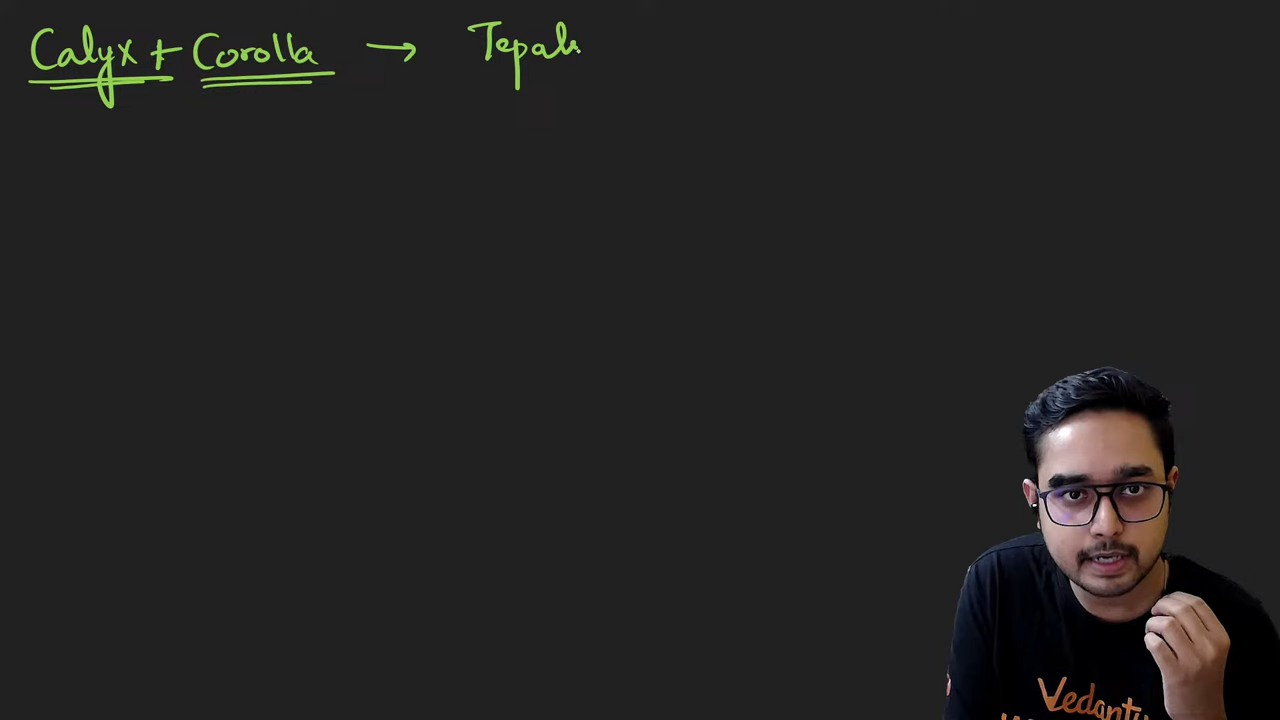 Calyx + Corolla → Tepals
Vedantu